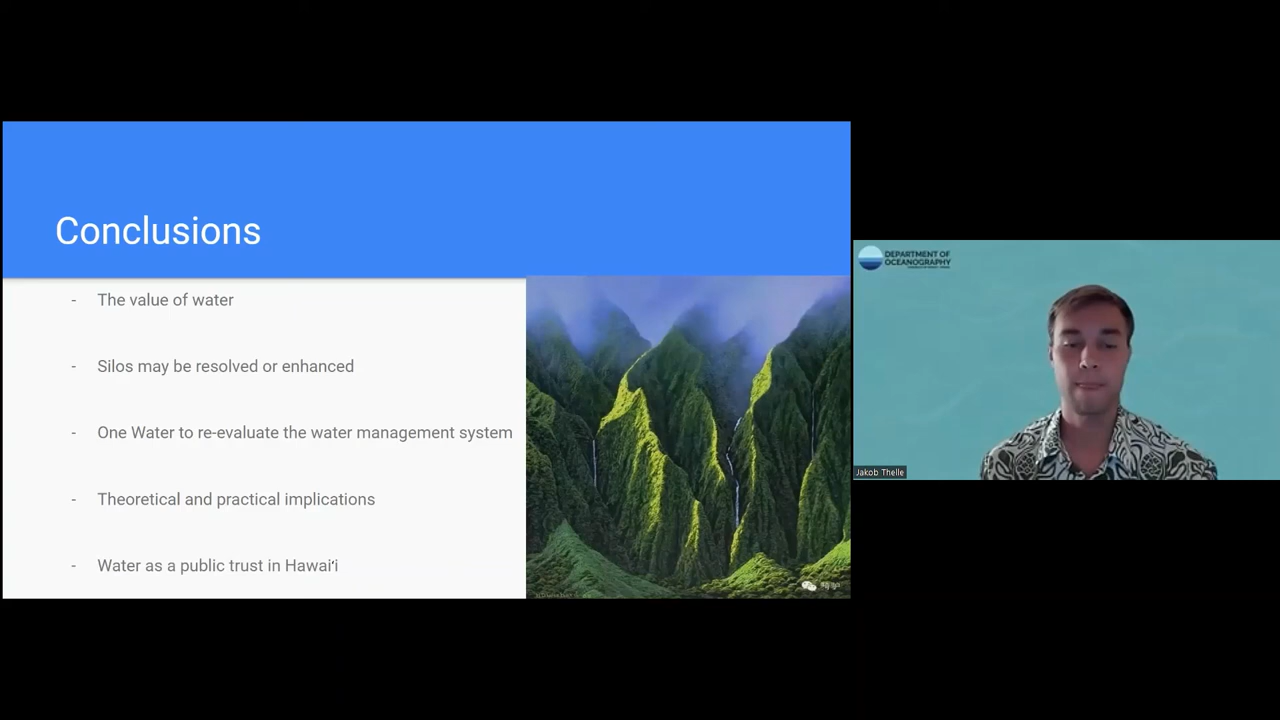 Conclusions
- The value of water
- Silos may be resolved or enhanced
- One Water to re-evaluate the water management system
- Theoretical and practical implications
- Water as a public trust in Hawai‘i
DEPARTMENT OF
OCEANOGRAPHY
Jakob Thelle